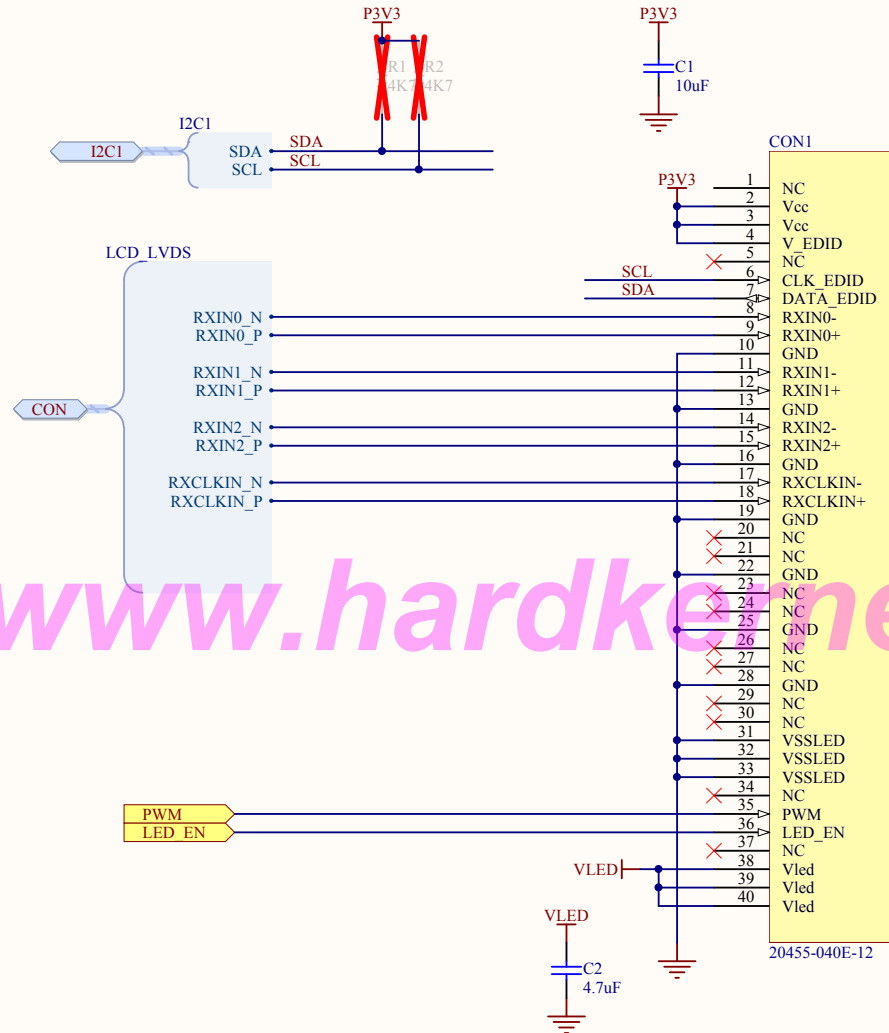 P3V3
P3V3
R1
4K7
R2
4K7
C1
10uF
I2C1
I2C1
SDA
SCL
SDA
SCL
CON1
P3V3
1 NC
2 Vcc
3 Vcc
4 V_EDID
5 NC
SCL 6 CLK_EDID
SDA 7 DATA_EDID
LCD_LVDS
RXIN0_N 8 RXIN0-
RXIN0_P 9 RXIN0+
10 GND
RXIN1_N 11 RXIN1-
RXIN1_P 12 RXIN1+
CON
13 GND
RXIN2_N 14 RXIN2-
RXIN2_P 15 RXIN2+
16 GND
RXCLKIN_N 17 RXCLKIN-
RXCLKIN_P 18 RXCLKIN+
19 GND
20 NC
21 NC
22 GND
23 NC
24 NC
www.hardkerne
25 GND
26 NC
27 NC
28 GND
29 NC
30 NC
31 VSSLED
32 VSSLED
33 VSSLED
34 NC
PWM 35 PWM
LED_EN 36 LED_EN
37 NC
VLED 38 Vled
39 Vled
40 Vled
VLED
20455-040E-12
C2
4.7uF